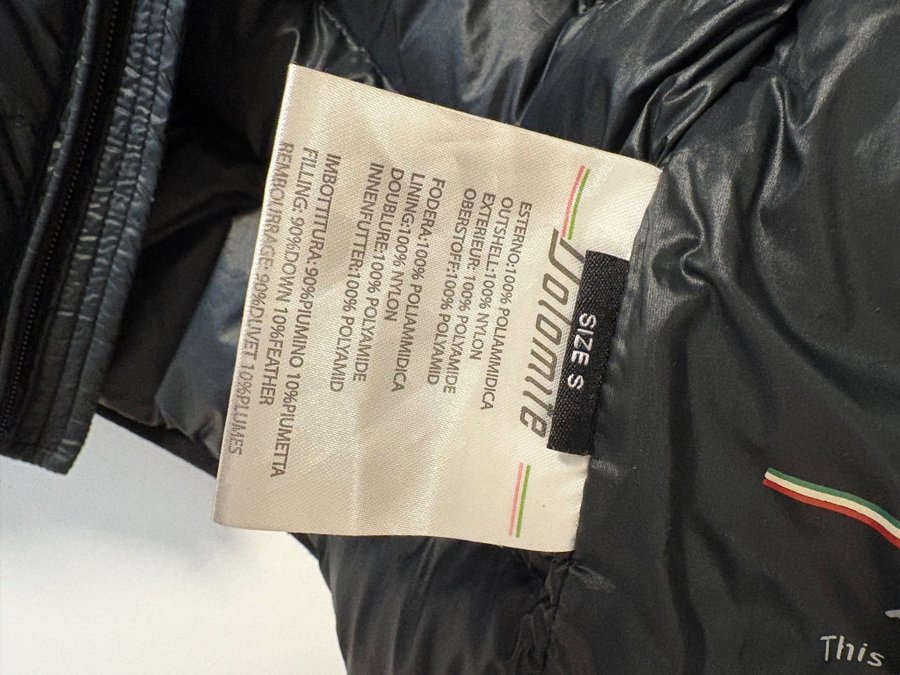 Dolomite
SIZE S
ESTERNO:100% POLIAMMIDICA
OUTSHELL:100% NYLON
EXTERIEUR: 100% POLYAMIDE
OBERSTOFF:100% POLYAMID
FODERA:100% POLIAMMIDICA
LINING:100% NYLON
DOUBLURE:100% POLYAMIDE
INNENFUTTER:100% POLYAMID
IMBOTTITURA: 90%PIUMINO 10%PIUMETTA
FILLING: 90%DOWN 10%FEATHER
REMBOURRAGE: 90%DUVET 10%PLUMES
This